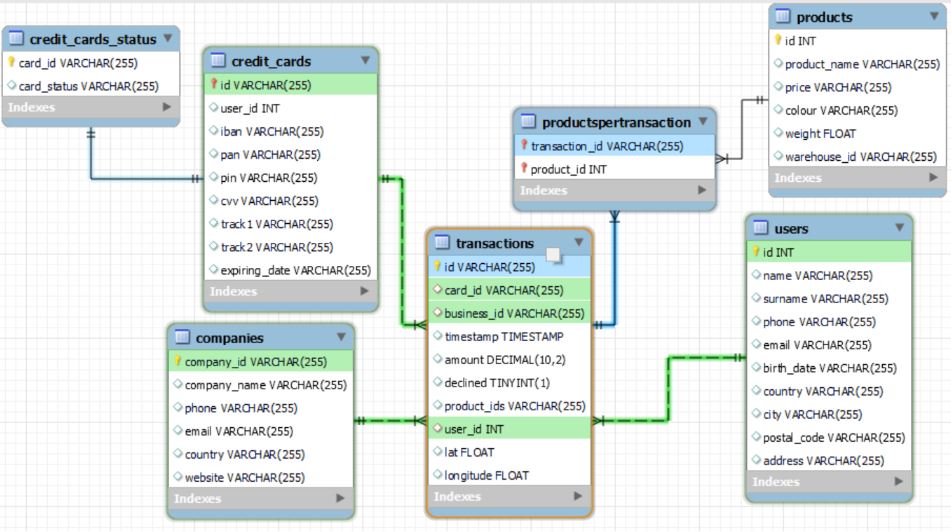 credit_cards_status
card_id VARCHAR(255)
card_status VARCHAR(255)
Indexes
credit_cards
id VARCHAR(255)
user_id INT
iban VARCHAR(255)
pan VARCHAR(255)
pin VARCHAR(255)
cvv VARCHAR(255)
track1 VARCHAR(255)
track2 VARCHAR(255)
expiring_date VARCHAR(255)
Indexes
products
id INT
product_name VARCHAR(255)
price VARCHAR(255)
colour VARCHAR(255)
weight FLOAT
warehouse_id VARCHAR(255)
Indexes
productspertransaction
transaction_id VARCHAR(255)
product_id INT
Indexes
companies
company_id VARCHAR(255)
company_name VARCHAR(255)
phone VARCHAR(255)
email VARCHAR(255)
country VARCHAR(255)
website VARCHAR(255)
Indexes
transactions
id VARCHAR(255)
card_id VARCHAR(255)
business_id VARCHAR(255)
timestamp TIMESTAMP
amount DECIMAL(10,2)
declined TINYINT(1)
product_ids VARCHAR(255)
user_id INT
lat FLOAT
longitude FLOAT
Indexes
users
id INT
name VARCHAR(255)
surname VARCHAR(255)
phone VARCHAR(255)
email VARCHAR(255)
birth_date VARCHAR(255)
country VARCHAR(255)
city VARCHAR(255)
postal_code VARCHAR(255)
address VARCHAR(255)
Indexes